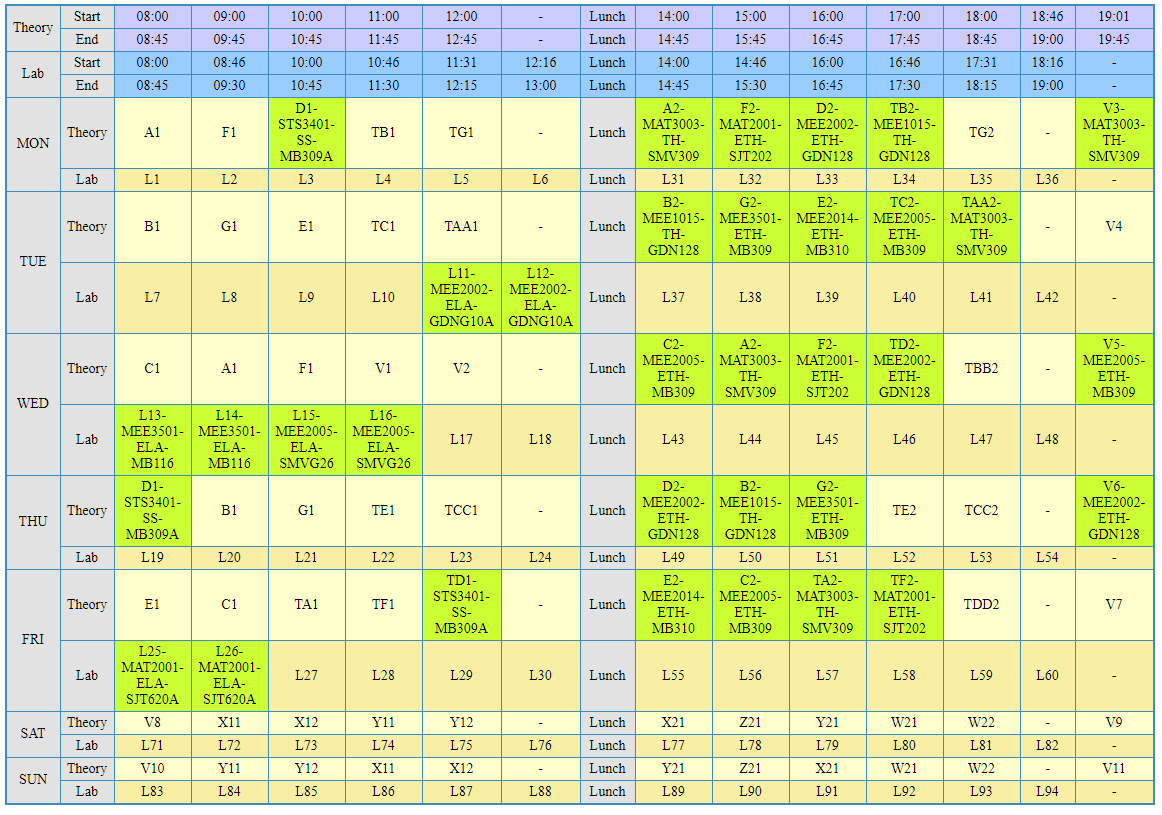 Theory Start 08:00 09:00 10:00 11:00 12:00 - Lunch 14:00 15:00 16:00 17:00 18:00 18:46 19:01
End 08:45 09:45 10:45 11:45 12:45 - Lunch 14:45 15:45 16:45 17:45 18:45 19:00 19:45
Lab Start 08:00 08:46 10:00 10:46 11:31 12:16 Lunch 14:00 14:46 16:00 16:46 17:31 18:16 -
End 08:45 09:30 10:45 11:30 12:15 13:00 Lunch 14:45 15:30 16:45 17:30 18:15 19:00 -
MON Theory A1 F1 D1-STS3401-SS-MB309A TB1 TG1 - Lunch A2-MAT3003-TH-SMV309 F2-MAT2001-ETH-SJT202 D2-MEE2002-ETH-GDN128 TB2-MEE1015-TH-GDN128 TG2 - V3-MAT3003-TH-SMV309
Lab L1 L2 L3 L4 L5 L6 Lunch L31 L32 L33 L34 L35 L36 -
TUE Theory B1 G1 E1 TC1 TAA1 - Lunch B2-MEE1015-TH-GDN128 G2-MEE3501-ETH-MB309 E2-MEE2014-ETH-MB310 TC2-MEE2005-ETH-MB309 TAA2-MAT3003-TH-SMV309 - V4
Lab L7 L8 L9 L10 L11-MEE2002-ELA-GDNG10A L12-MEE2002-ELA-GDNG10A Lunch L37 L38 L39 L40 L41 L42 -
WED Theory C1 A1 F1 V1 V2 - Lunch C2-MEE2005-ETH-MB309 A2-MAT3003-TH-SMV309 F2-MAT2001-ETH-SJT202 TD2-MEE2002-ETH-GDN128 TBB2 - V5-MEE2005-ETH-MB309
Lab L13-MEE3501-ELA-MB116 L14-MEE3501-ELA-MB116 L15-MEE2005-ELA-SMVG26 L16-MEE2005-ELA-SMVG26 L17 L18 Lunch L43 L44 L45 L46 L47 L48 -
THU Theory D1-STS3401-SS-MB309A B1 G1 TE1 TCC1 - Lunch D2-MEE2002-ETH-GDN128 B2-MEE1015-TH-GDN128 G2-MEE3501-ETH-MB309 TE2 TCC2 - V6-MEE2002-ETH-GDN128
Lab L19 L20 L21 L22 L23 L24 Lunch L49 L50 L51 L52 L53 L54 -
FRI Theory E1 C1 TA1 TF1 TD1-STS3401-SS-MB309A - Lunch E2-MEE2014-ETH-MB310 C2-MEE2005-ETH-MB309 TA2-MAT3003-TH-SMV309 TF2-MAT2001-ETH-SJT202 TDD2 - V7
Lab L25-MAT2001-ELA-SJT620A L26-MAT2001-ELA-SJT620A L27 L28 L29 L30 Lunch L55 L56 L57 L58 L59 L60 -
SAT Theory V8 X11 X12 Y11 Y12 - Lunch X21 Z21 Y21 W21 W22 - V9
Lab L71 L72 L73 L74 L75 L76 Lunch L77 L78 L79 L80 L81 L82 -
SUN Theory V10 Y11 Y12 X11 X12 - Lunch Y21 Z21 X21 W21 W22 - V11
Lab L83 L84 L85 L86 L87 L88 Lunch L89 L90 L91 L92 L93 L94 -